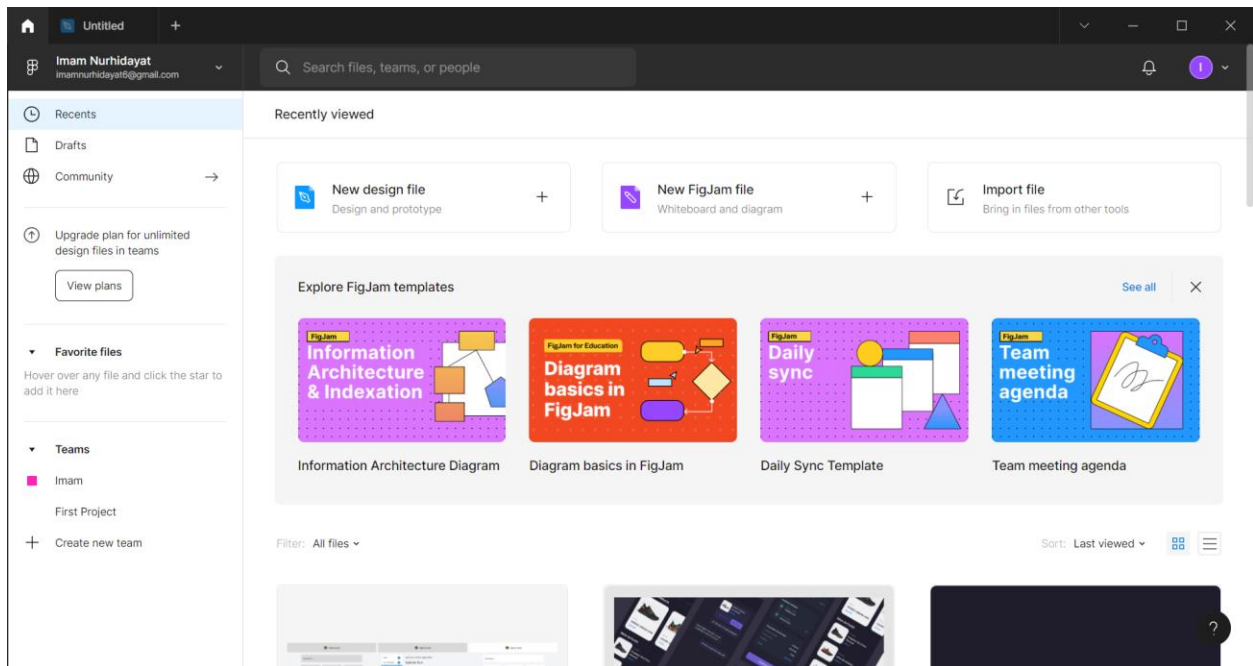 Untitled
Imam Nurhidayat
imamnurhidayat6@gmail.com
Search files, teams, or people
I
Recents
Drafts
Community
Upgrade plan for unlimited
design files in teams
View plans
Favorite files
Hover over any file and click the star to
add it here
Teams
Imam
First Project
Create new team
Recently viewed
New design file
Design and prototype
New FigJam file
Whiteboard and diagram
Import file
Bring in files from other tools
Explore FigJam templates
See all
FigJam
Information
Architecture
& Indexation
Information Architecture Diagram
FigJam for Education
Diagram
basics in
FigJam
Diagram basics in FigJam
FigJam
Daily
sync
Daily Sync Template
FigJam
Team
meeting
agenda
Team meeting agenda
Filter: All files
Sort: Last viewed
?